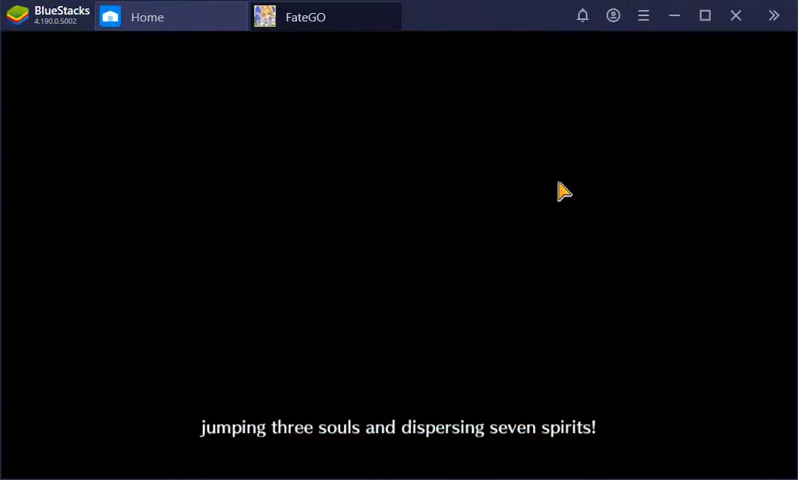 BlueStacks
4.190.0.5002
Home
FateGO
jumping three souls and dispersing seven spirits!